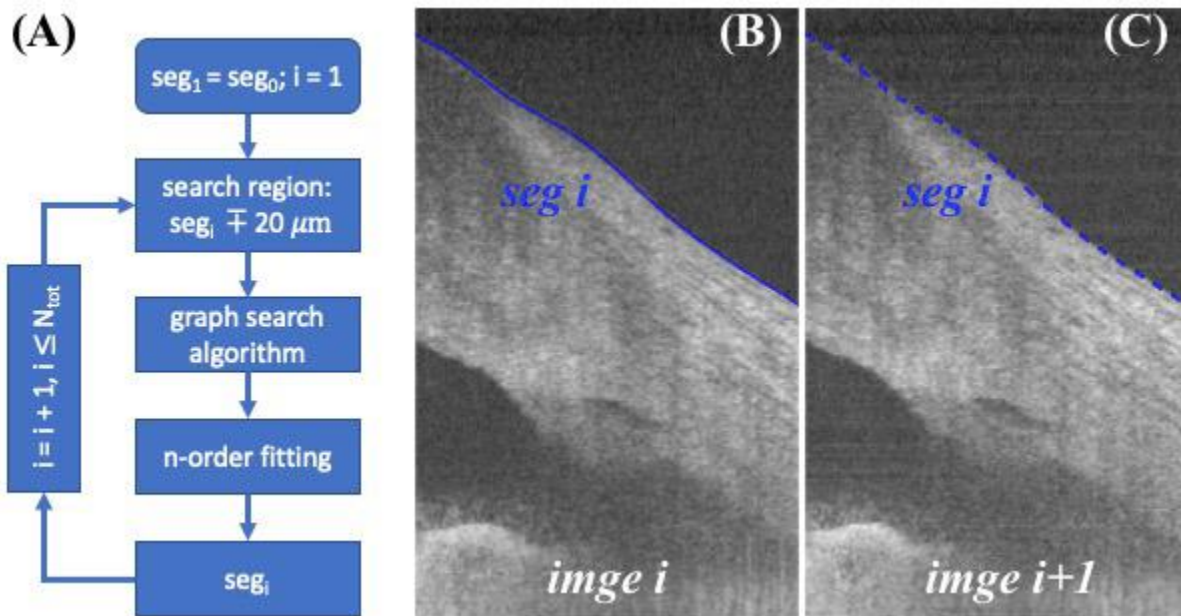 (A)
seg₁ = seg₀; i = 1
search region:
segᵢ ∓ 20 μm
graph search
algorithm
n-order fitting
segᵢ
i = i + 1, i ≤ Nₜₒₜ
(B)
seg i
imge i
(C)
seg i
imge i+1